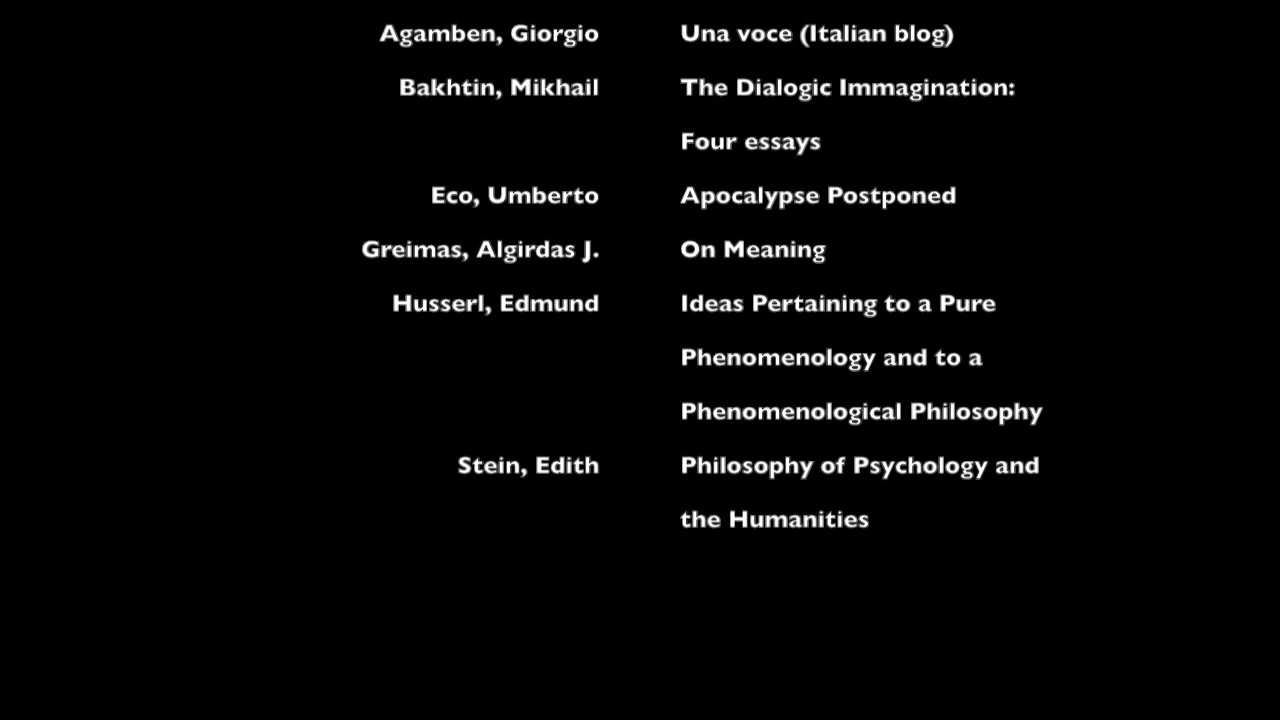 Agamben, Giorgio Una voce (Italian blog)
Bakhtin, Mikhail The Dialogic Immagination:
Four essays
Eco, Umberto Apocalypse Postponed
Greimas, Algirdas J. On Meaning
Husserl, Edmund Ideas Pertaining to a Pure
Phenomenology and to a
Phenomenological Philosophy
Stein, Edith Philosophy of Psychology and
the Humanities